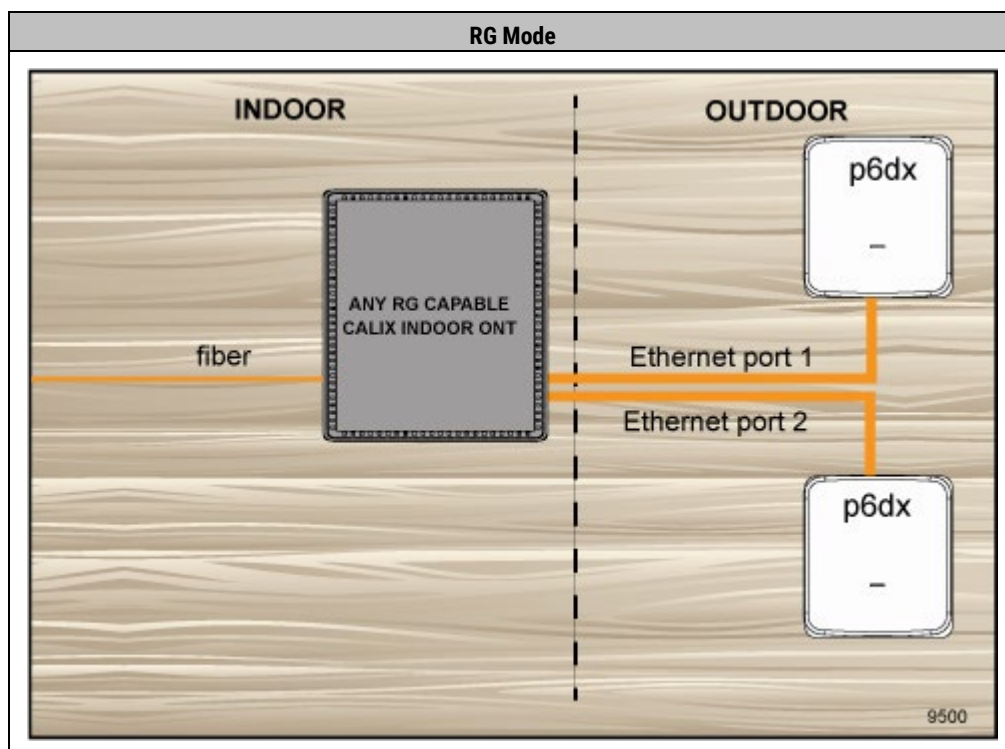 RG Mode
INDOOR
OUTDOOR
p6dx
ANY RG CAPABLE
CALIX INDOOR ONT
fiber
Ethernet port 1
Ethernet port 2
p6dx
9500